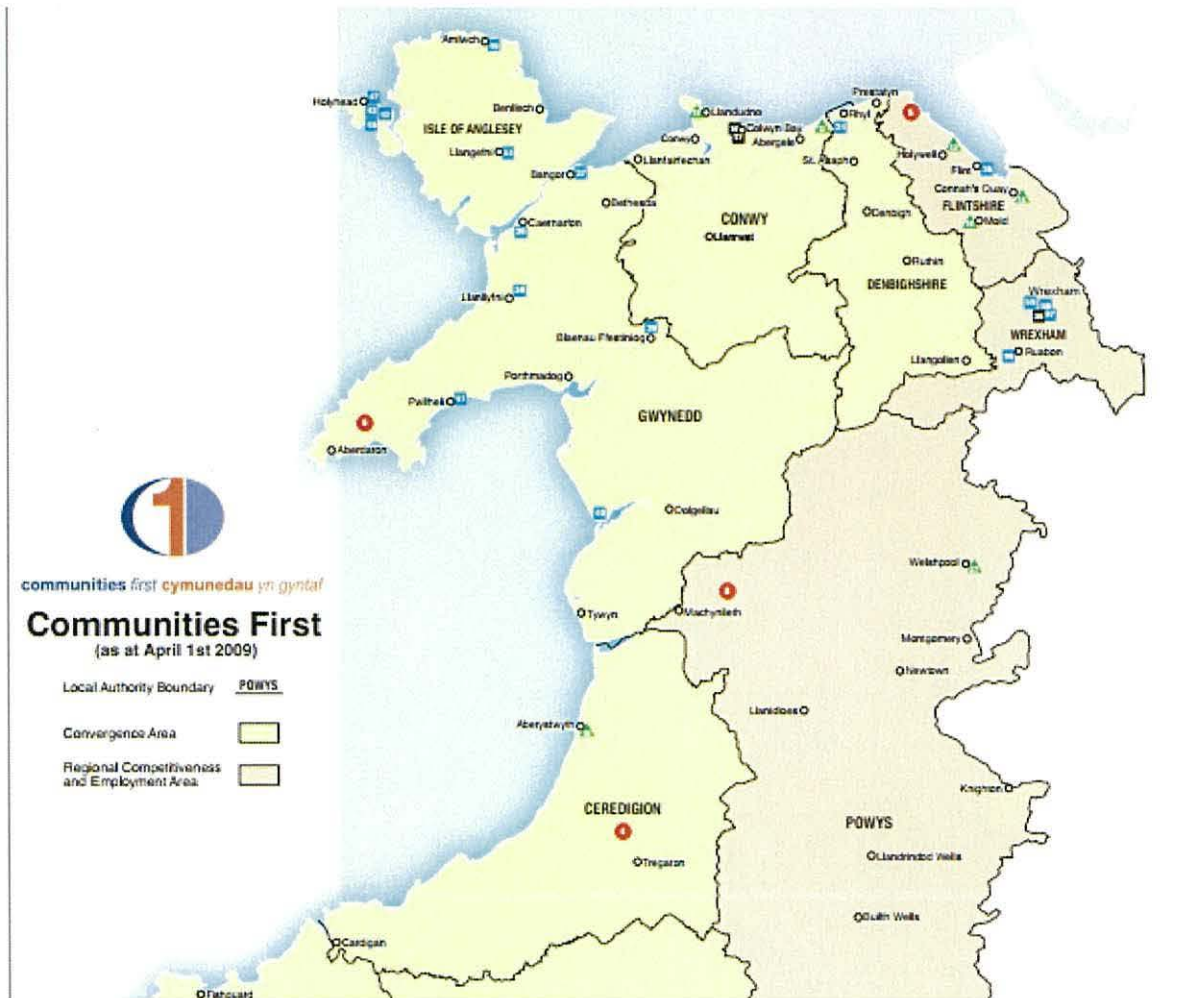 Amlwch
Holyhead
Benllech
ISLE OF ANGLESEY
Llangefni
Bangor
Caernarfon
Llandudno
Colwyn Bay
Conwy
Abergele
Llanfairfechan
Bethesda
CONWY
Llanrwst
Prestatyn
Rhyl
St. Asaph
Denbigh
Ruthin
DENBIGHSHIRE
Llangollen
Holywell
Flint
Connah's Quay
FLINTSHIRE
Mold
Wrexham
WREXHAM
Ruabon
Llanllyfni
Blaenau Ffestiniog
Porthmadog
Pwllheli
Aberdaron
GWYNEDD
Dolgellau
Tywyn
Machynlleth
Welshpool
Montgomery
Newtown
Llanidloes
Knighton
POWYS
Llandrindod Wells
Builth Wells
Aberystwyth
CEREDIGION
Tregaron
Cardigan
Fishguard
1
communities first cymunedau yn gyntaf
Communities First
(as at April 1st 2009)
Local Authority Boundary POWYS
Convergence Area
Regional Competitiveness
and Employment Area